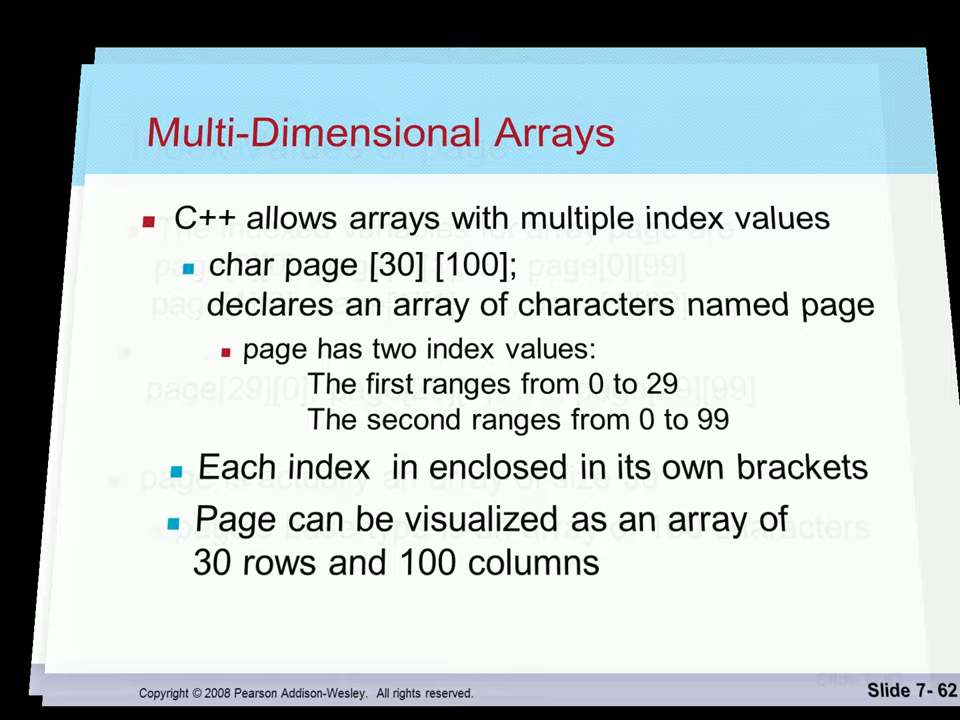 Multi-Dimensional Arrays
C++ allows arrays with multiple index values
char page [30] [100];
declares an array of characters named page
page has two index values:
The first ranges from 0 to 29
The second ranges from 0 to 99
Each index in enclosed in its own brackets
Page can be visualized as an array of
30 rows and 100 columns
Copyright © 2008 Pearson Addison-Wesley. All rights reserved.
Slide 7- 62